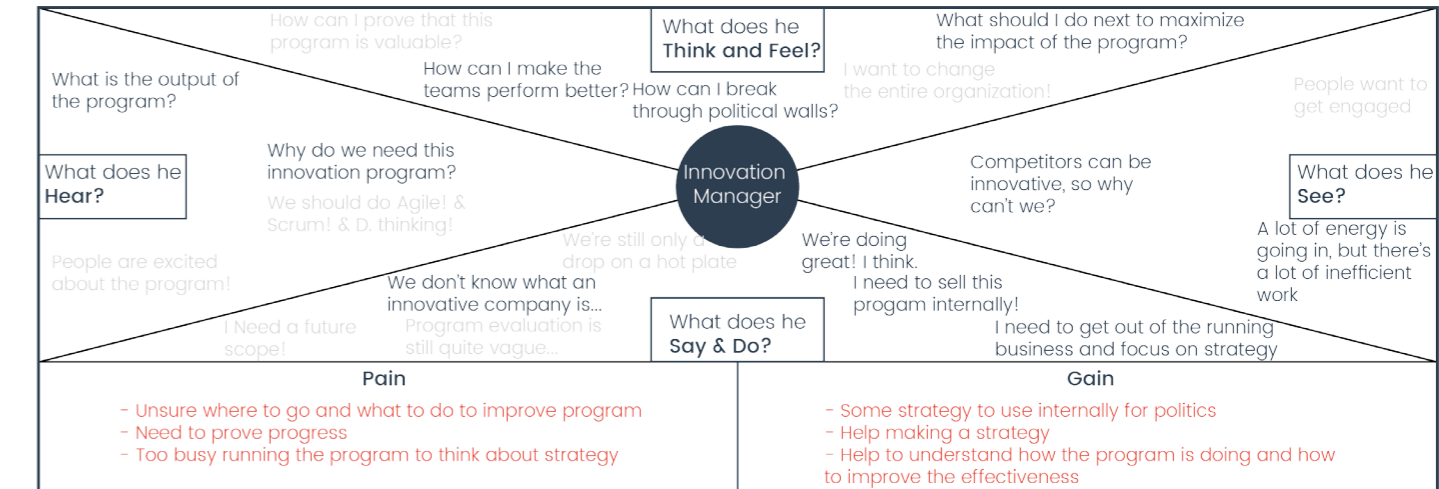 How can I prove that this
program is valuable?
What does he
Think and Feel?
What should I do next to maximize
the impact of the program?
What is the output of
the program?
How can I make the
teams perform better?
How can I break
through political walls?
I want to change
the entire organization!
People want to
get engaged
What does he
Hear?
Why do we need this
innovation program?
We should do Agile! &
Scrum! & D. thinking!
Innovation
Manager
Competitors can be
innovative, so why
can't we?
What does he
See?
A lot of energy is
going in, but there's
a lot of inefficient
work
People are excited
about the program!
We're still only a
drop on a hot plate
We're doing
great! I think.
We don't know what an
innovative company is...
I need to sell this
progam internally!
I Need a future
scope!
Program evaluation is
still quite vague...
What does he
Say & Do?
I need to get out of the running
business and focus on strategy
Pain
- Unsure where to go and what to do to improve program
- Need to prove progress
- Too busy running the program to think about strategy
Gain
- Some strategy to use internally for politics
- Help making a strategy
- Help to understand how the program is doing and how
to improve the effectiveness